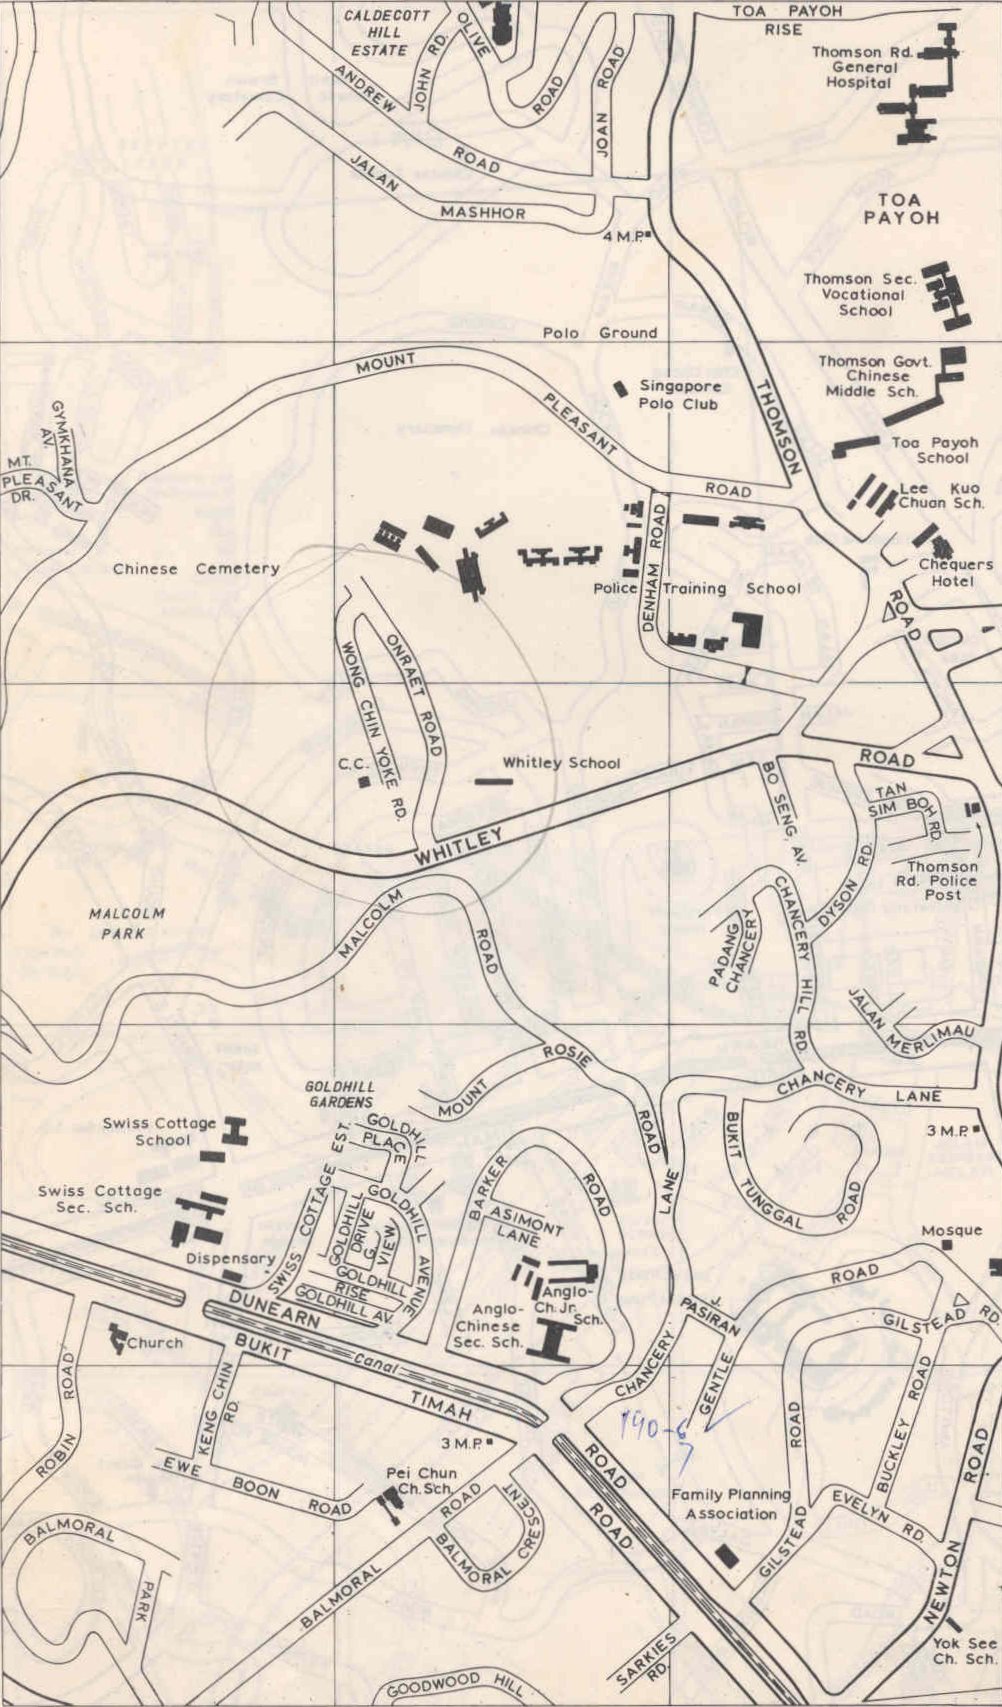 CALDECOTT
HILL
ESTATE
JOHN RD.
OLIVE
ROAD
JOAN ROAD
TOA PAYOH
RISE
Thomson Rd.
General
Hospital
ANDREW
ROAD
JALAN
MASHHOR
TOA
PAYOH
4 M.P.
Thomson Sec.
Vocational
School
Polo Ground
MOUNT
PLEASANT
ROAD
Singapore
Polo Club
THOMSON
ROAD
Thomson Govt.
Chinese
Middle Sch.
Toa Payoh
School
Lee Kuo
Chuan Sch.
Chequers
Hotel
GYMKHANA
AV.
MT.
PLEASANT
DR.
Chinese Cemetery
Police Training School
DENHAM ROAD
WONG CHIN YOKE RD.
ONRAET ROAD
C.C.
Whitley School
WHITLEY
ROAD
BO SENG, AV.
TAN
SIM BOH RD.
DYSON RD.
Thomson
Rd. Police
Post
MALCOLM
PARK
MALCOLM
ROAD
PADANG
CHANCERY
CHANCERY HILL RD.
JALAN MERLIMAU
MOUNT
ROSIE
ROAD
CHANCERY
LANE
3 M.P.
GOLDHILL
GARDENS
Swiss Cottage
School
Swiss Cottage
Sec. Sch.
SWISS COTTAGE EST.
GOLDHILL
PLACE
GOLDHILL AVENUE
GOLDHILL
DRIVE
G.
VIEW
GOLDHILL
RISE
GOLDHILL AV.
BARKER
ROAD
ASIMONT
LANE
Anglo-
Ch. Jr.
Sch.
Anglo-
Chinese
Sec. Sch.
LANE
BUKIT
TUNGGAL
ROAD
Mosque
Dispensary
DUNEARN
BUKIT
Canal
TIMAH
Church
KENG CHIN
RD.
ROBIN ROAD
EWE BOON ROAD
3 M.P.
Pei Chun
Ch. Sch.
J.
PASIRAN
CHANCERY
GENTLE
ROAD
GILSTEAD
RD.
190-6
7
ROAD
ROAD
Family Planning
Association
GILSTEAD
ROAD
BUCKLEY ROAD
EVELYN RD.
NEWTON
ROAD
BALMORAL
PARK
BALMORAL
ROAD
BALMORAL CRESCENT
SARKIES
RD.
GOODWOOD HILL
Yok See
Ch. Sch.